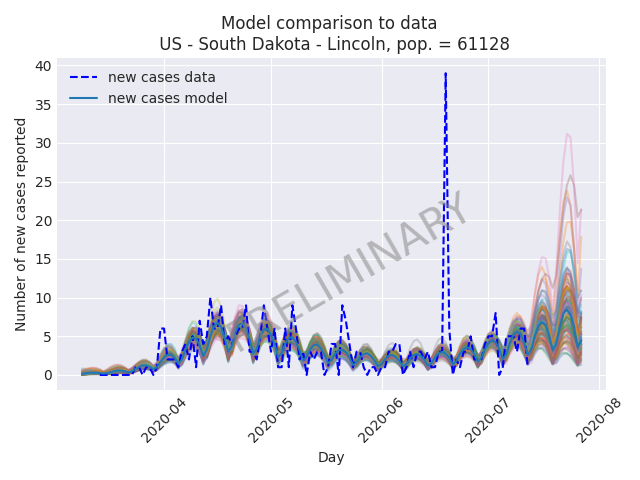 Model comparison to data
US - South Dakota - Lincoln, pop. = 61128
40
35
30
25
20
15
10
5
0
Number of new cases reported
new cases data
new cases model
PRELIMINARY
2020-04
2020-05
2020-06
2020-07
2020-08
Day